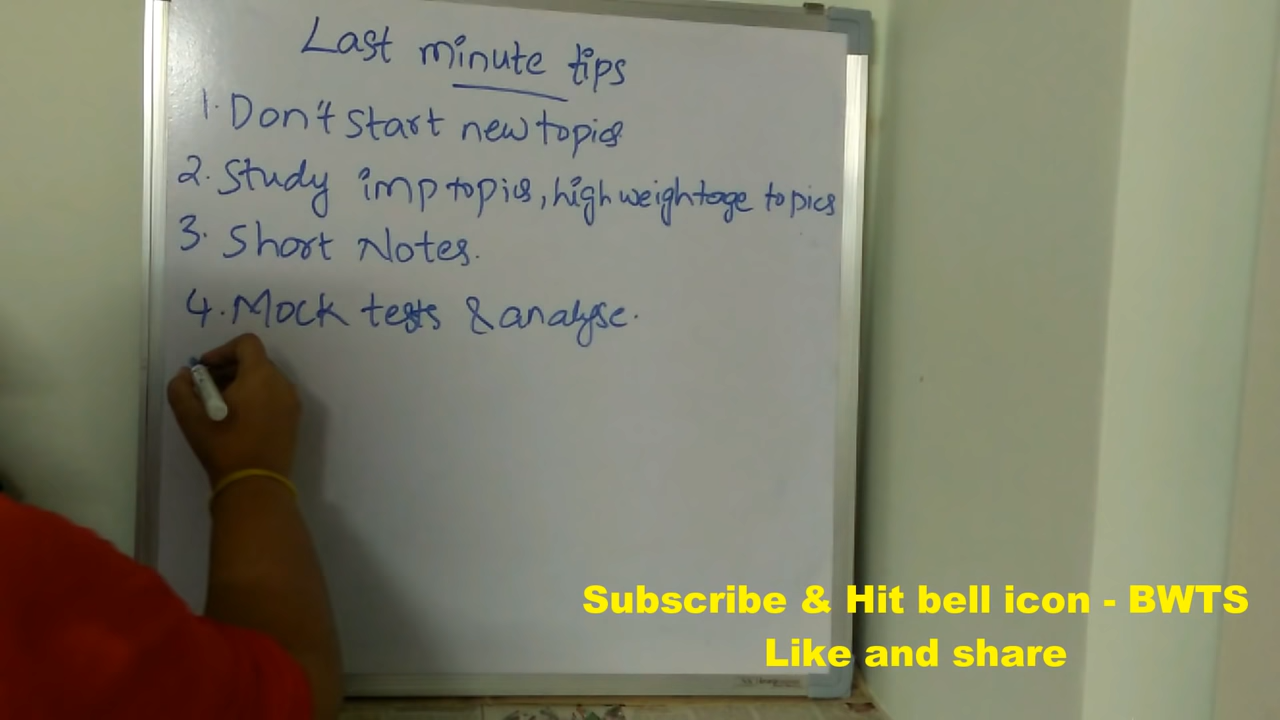 Last minute tips
1. Don't start new topics
2. Study imp topics, high weightage topics
3. Short Notes.
4. Mock tests & analyse.
Subscribe & Hit bell icon - BWTS
Like and share